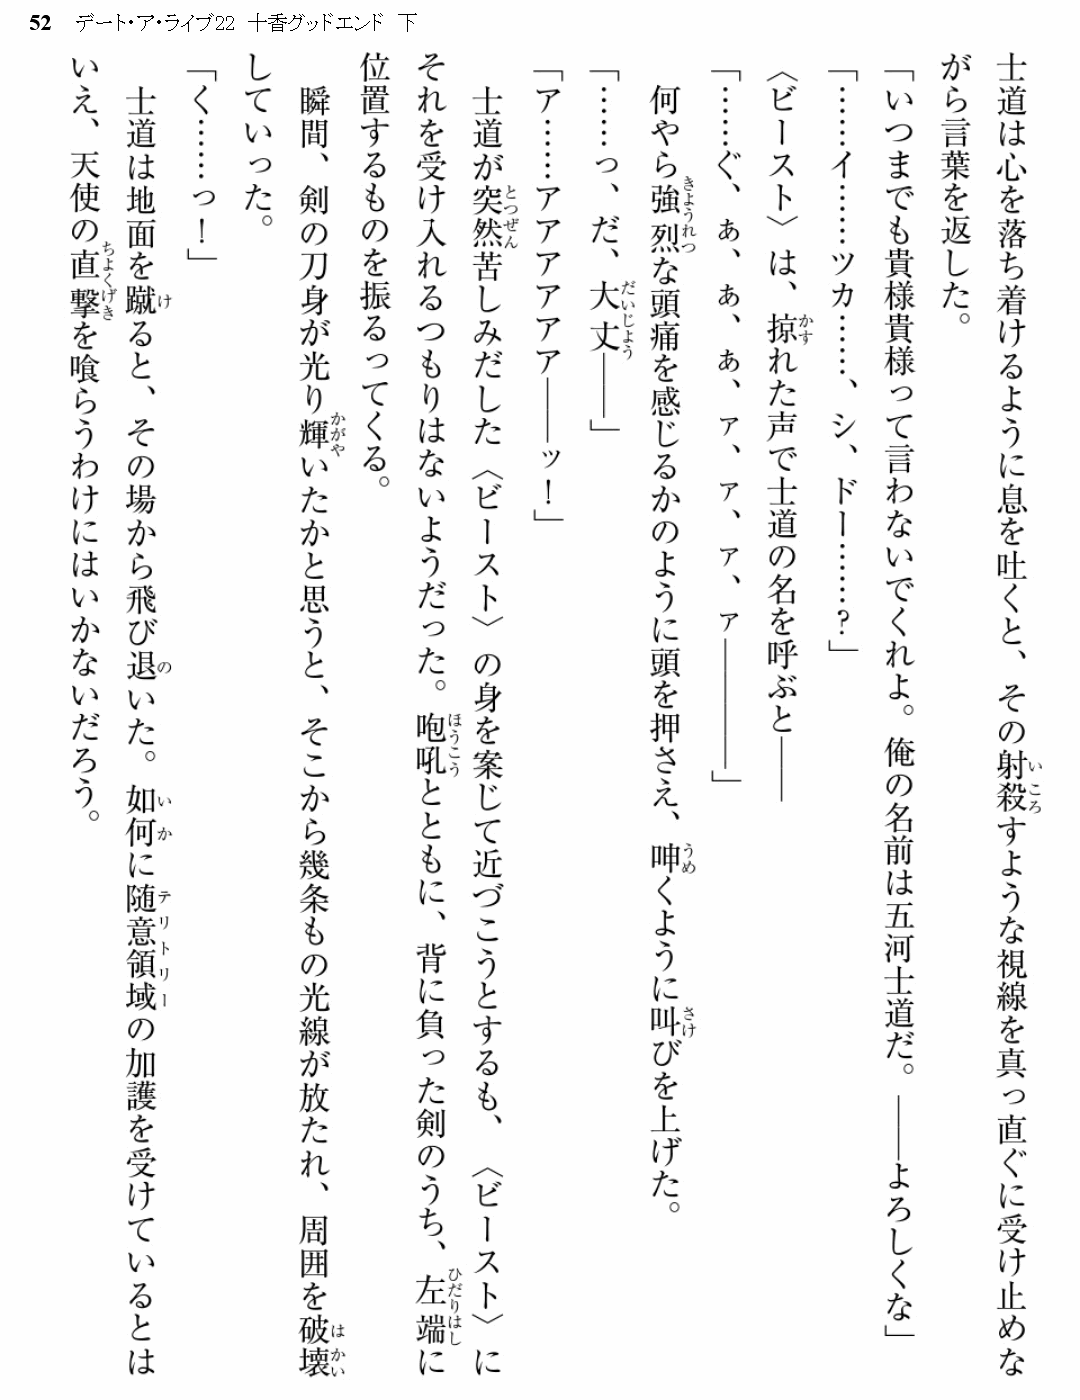 52 デート・ア・ライブ22 十香グッドエンド 下
士道は心を落ち着けるように息を吐くと、その射殺すような視線を真っ直ぐに受け止めな
がら言葉を返した。
「いつまでも貴様貴様って言わないでくれよ。俺の名前は五河士道だ。――よろしくな」
「……イ……ツカ……、シ、ドー……?」
〈ビースト〉は、掠れた声で士道の名を呼ぶと――
「……ぐ、ぁ、ぁ、ぁ、ァ、ァ、ァ、ァ――――」
何やら強烈な頭痛を感じるかのように頭を押さえ、呻くように叫びを上げた。
「……っ、だ、大丈――」
「ア……アアアアアア――ッ!」
士道が突然苦しみだした〈ビースト〉の身を案じて近づこうとするも、〈ビースト〉に
それを受け入れるつもりはないようだった。咆吼とともに、背に負った剣のうち、左端に
位置するものを振るってくる。
瞬間、剣の刀身が光り輝いたかと思うと、そこから幾条もの光線が放たれ、周囲を破壊
していった。
「く……っ!」
士道は地面を蹴ると、その場から飛び退いた。如何に随意領域の加護を受けているとは
いえ、天使の直撃を喰らうわけにはいかないだろう。